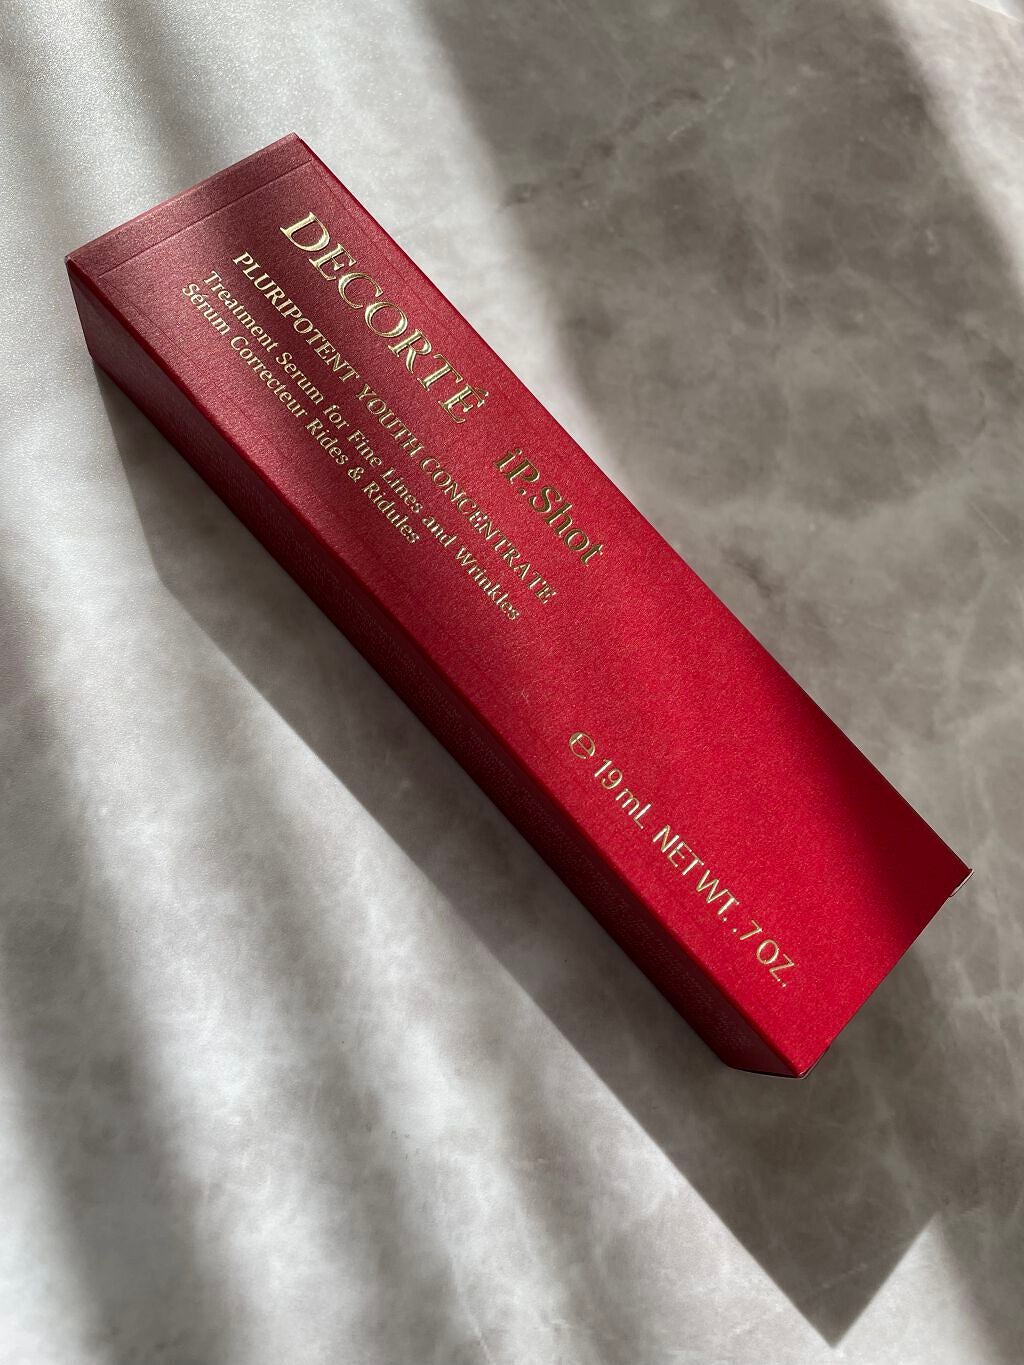 DECORTÉ iP.Shot
PLURIPOTENT YOUTH CONCENTRATE
Treatment Serum for Fine Lines and Wrinkles
Sérum Correcteur Rides & Ridules
℮ 19 mL NET WT. .7 OZ.